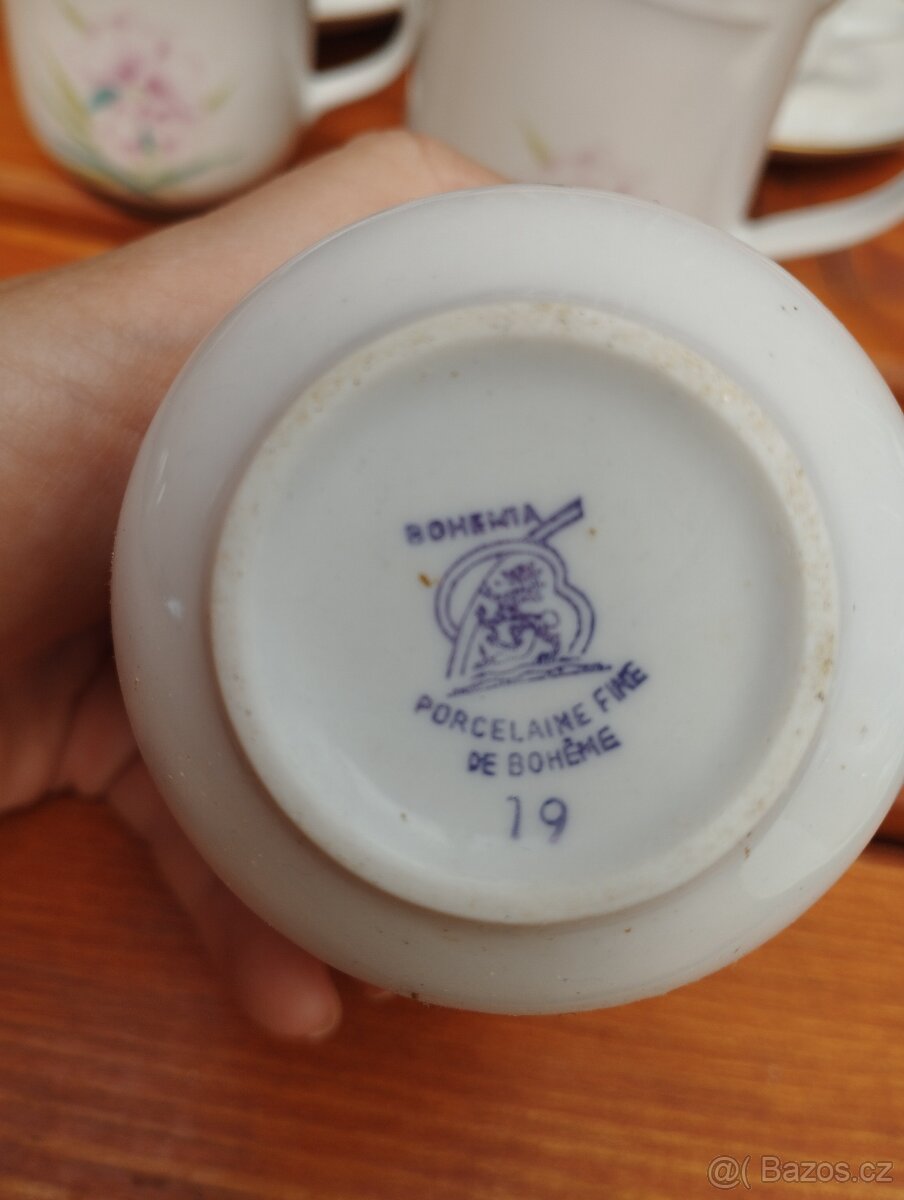 BOHEMIA
PORCELAINE FINE
DE BOHÊME
19
@( Bazos.cz